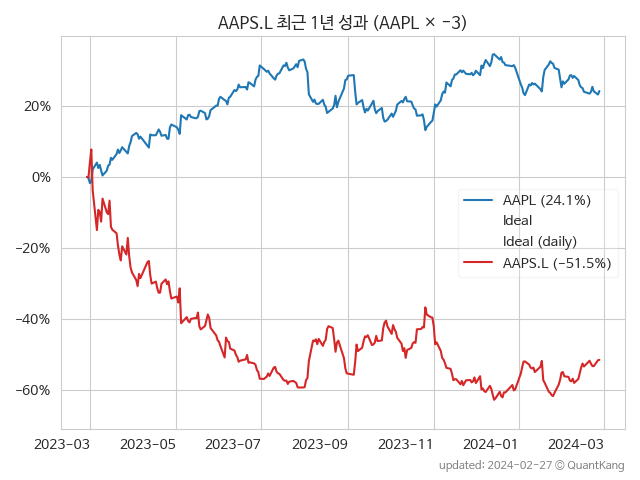 AAPS.L 최근 1년 성과 (AAPL × −3)
20%
0%
−20%
−40%
−60%
AAPL (24.1%)
Ideal
Ideal (daily)
AAPS.L (−51.5%)
2023-03 2023-05 2023-07 2023-09 2023-11 2024-01 2024-03
updated: 2024-02-27 © QuantKang